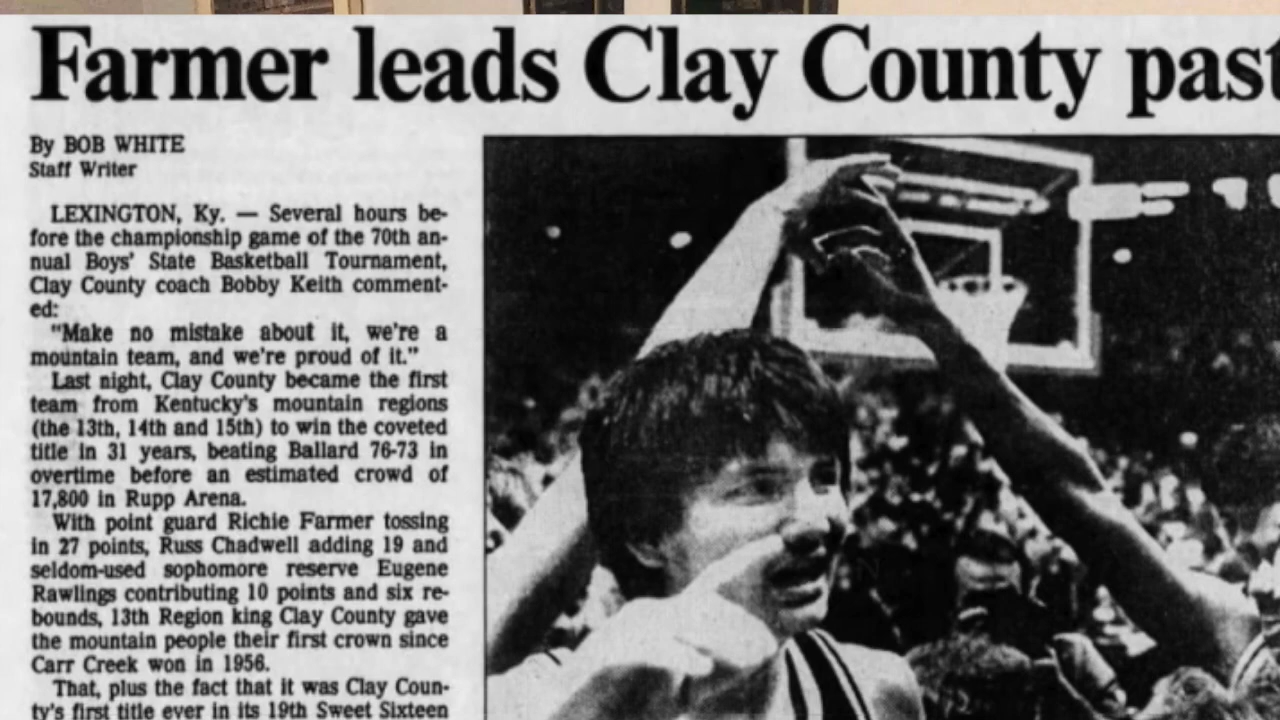 Farmer leads Clay County past
By BOB WHITE
Staff Writer
LEXINGTON, Ky. — Several hours be-
fore the championship game of the 70th an-
nual Boys' State Basketball Tournament,
Clay County coach Bobby Keith comment-
ed:
"Make no mistake about it, we're a
mountain team, and we're proud of it."
Last night, Clay County became the first
team from Kentucky's mountain regions
(the 13th, 14th and 15th) to win the coveted
title in 31 years, beating Ballard 76-73 in
overtime before an estimated crowd of
17,800 in Rupp Arena.
With point guard Richie Farmer tossing
in 27 points, Russ Chadwell adding 19 and
seldom-used sophomore reserve Eugene
Rawlings contributing 10 points and six re-
bounds, 13th Region king Clay County gave
the mountain people their first crown since
Carr Creek won in 1956.
That, plus the fact that it was Clay Coun-
ty's first title ever in its 19th Sweet Sixteen